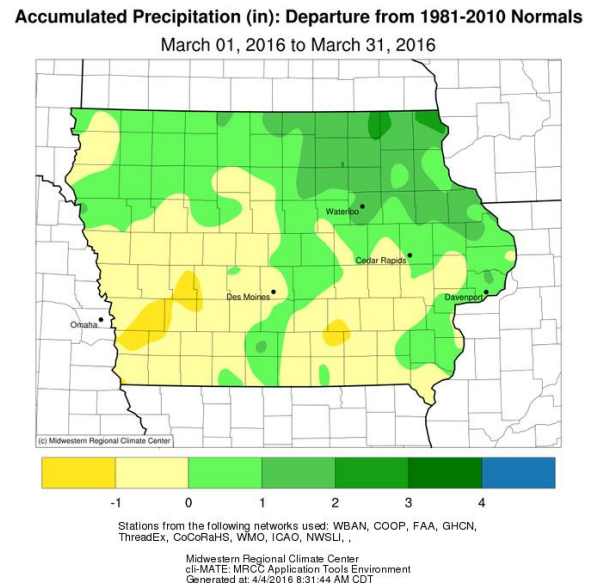 Accumulated Precipitation (in): Departure from 1981-2010 Normals
March 01, 2016 to March 31, 2016
Waterloo
Cedar Rapids
Des Moines
Davenport
Omaha
(c) Midwestern Regional Climate Center
-1 0 1 2 3 4
Stations from the following networks used: WBAN, COOP, FAA, GHCN,
ThreadEx, CoCoRaHS, WMO, ICAO, NWSLI, ,
Midwestern Regional Climate Center
cli-MATE: MRCC Application Tools Environment
Generated at: 4/4/2016 8:31:44 AM CDT